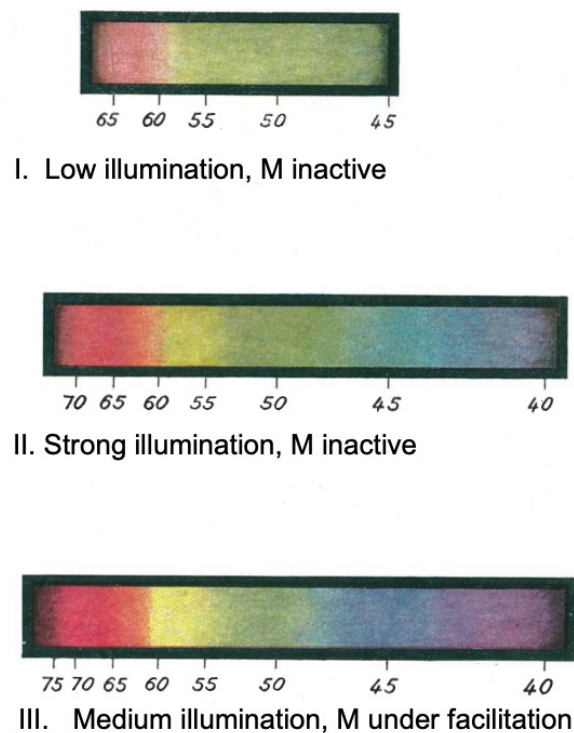 65 60 55 50 45
I. Low illumination, M inactive
70 65 60 55 50 45 40
II. Strong illumination, M inactive
75 70 65 60 55 50 45 40
III. Medium illumination, M under facilitation